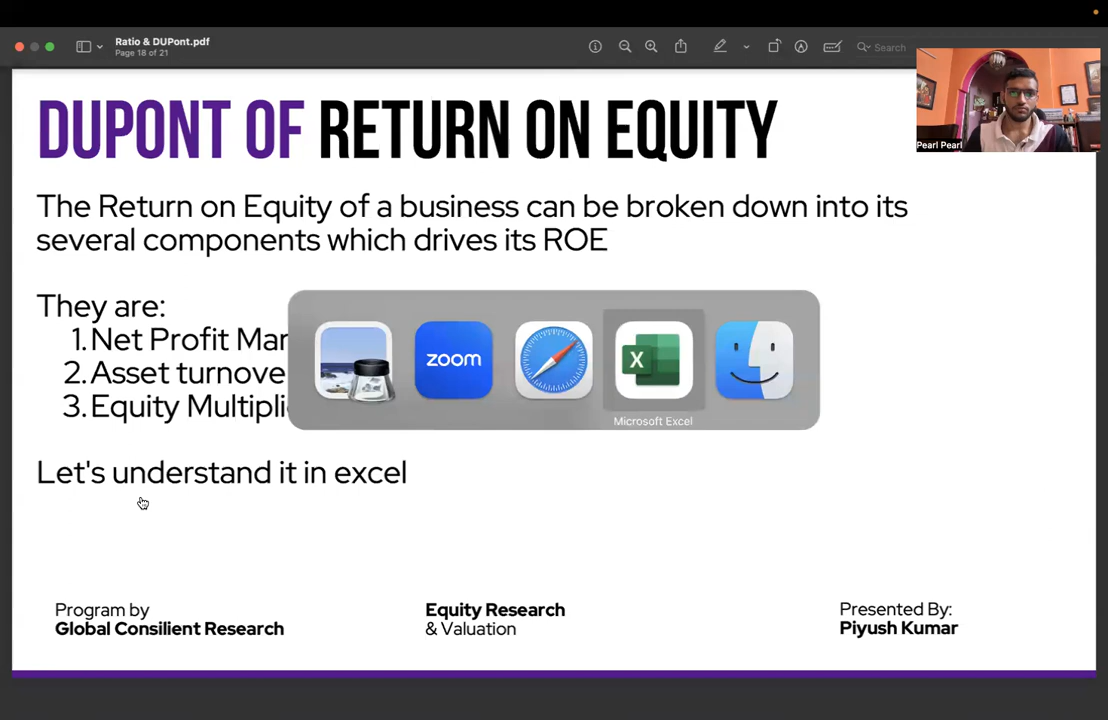 Ratio & DUPont.pdf
Page 18 of 21
Search
DUPONT OF RETURN ON EQUITY
Pearl Pearl
The Return on Equity of a business can be broken down into its
several components which drives its ROE
They are:
1. Net Profit Mar
2. Asset turnove
3. Equity Multipli
zoom
X
Microsoft Excel
Let's understand it in excel
Program by
Global Consilient Research
Equity Research
& Valuation
Presented By:
Piyush Kumar